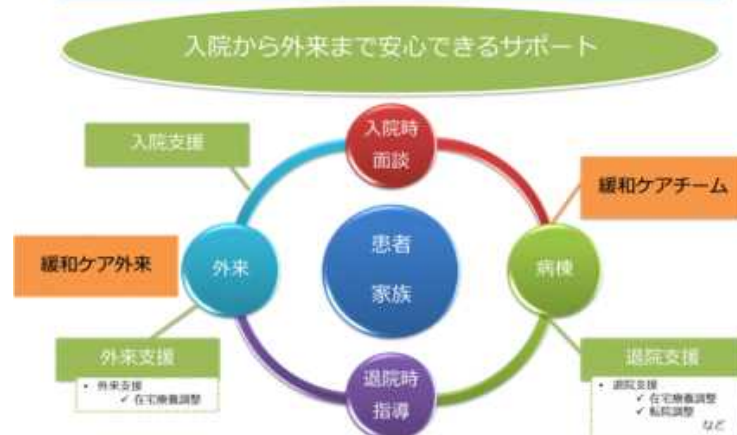 入院から外来まで安心できるサポート
入院時
面談
入院支援
緩和ケアチーム
患者
家族
外来
病棟
緩和ケア外来
外来支援
• 外来支援
✓ 在宅療養調整
退院時
指導
退院支援
• 退院支援
✓ 在宅療養調整
✓ 転院調整
など